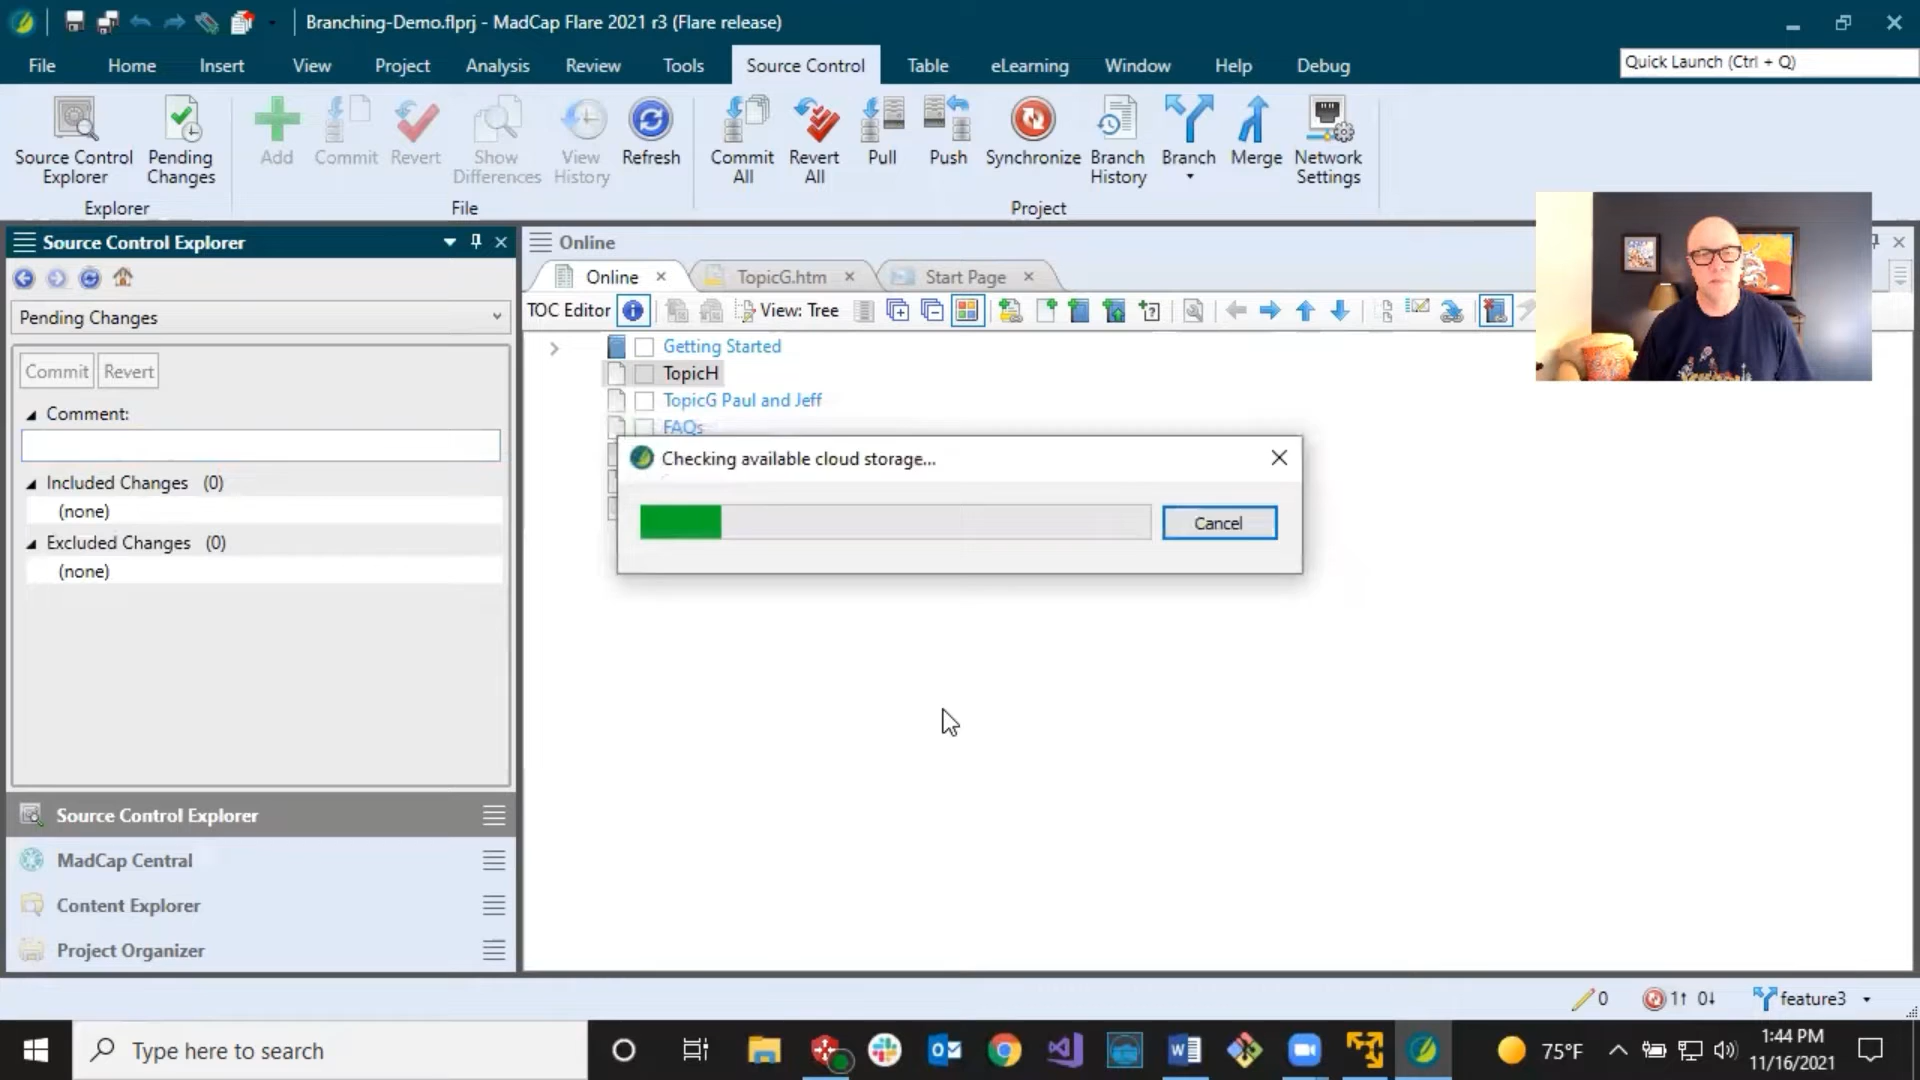 Branching-Demo.flprj - MadCap Flare 2021 r3 (Flare release)
File Home Insert View Project Analysis Review Tools Source Control Table eLearning Window Help Debug
Quick Launch (Ctrl + Q)
Source Control Explorer
Pending Changes
Add
Commit
Revert
Show Differences
View History
Refresh
Commit All
Revert All
Pull
Push
Synchronize
Branch History
Branch
Merge
Network Settings
Explorer
File
Project
Source Control Explorer
Pending Changes
Commit Revert
Comment:
Included Changes (0)
(none)
Excluded Changes (0)
(none)
Source Control Explorer
MadCap Central
Content Explorer
Project Organizer
Online
Online
TopicG.htm
Start Page
TOC Editor
View: Tree
Getting Started
TopicH
TopicG Paul and Jeff
FAQs
Checking available cloud storage...
Cancel
0
1↑ 0↓
feature3
Type here to search
75°F
1:44 PM
11/16/2021